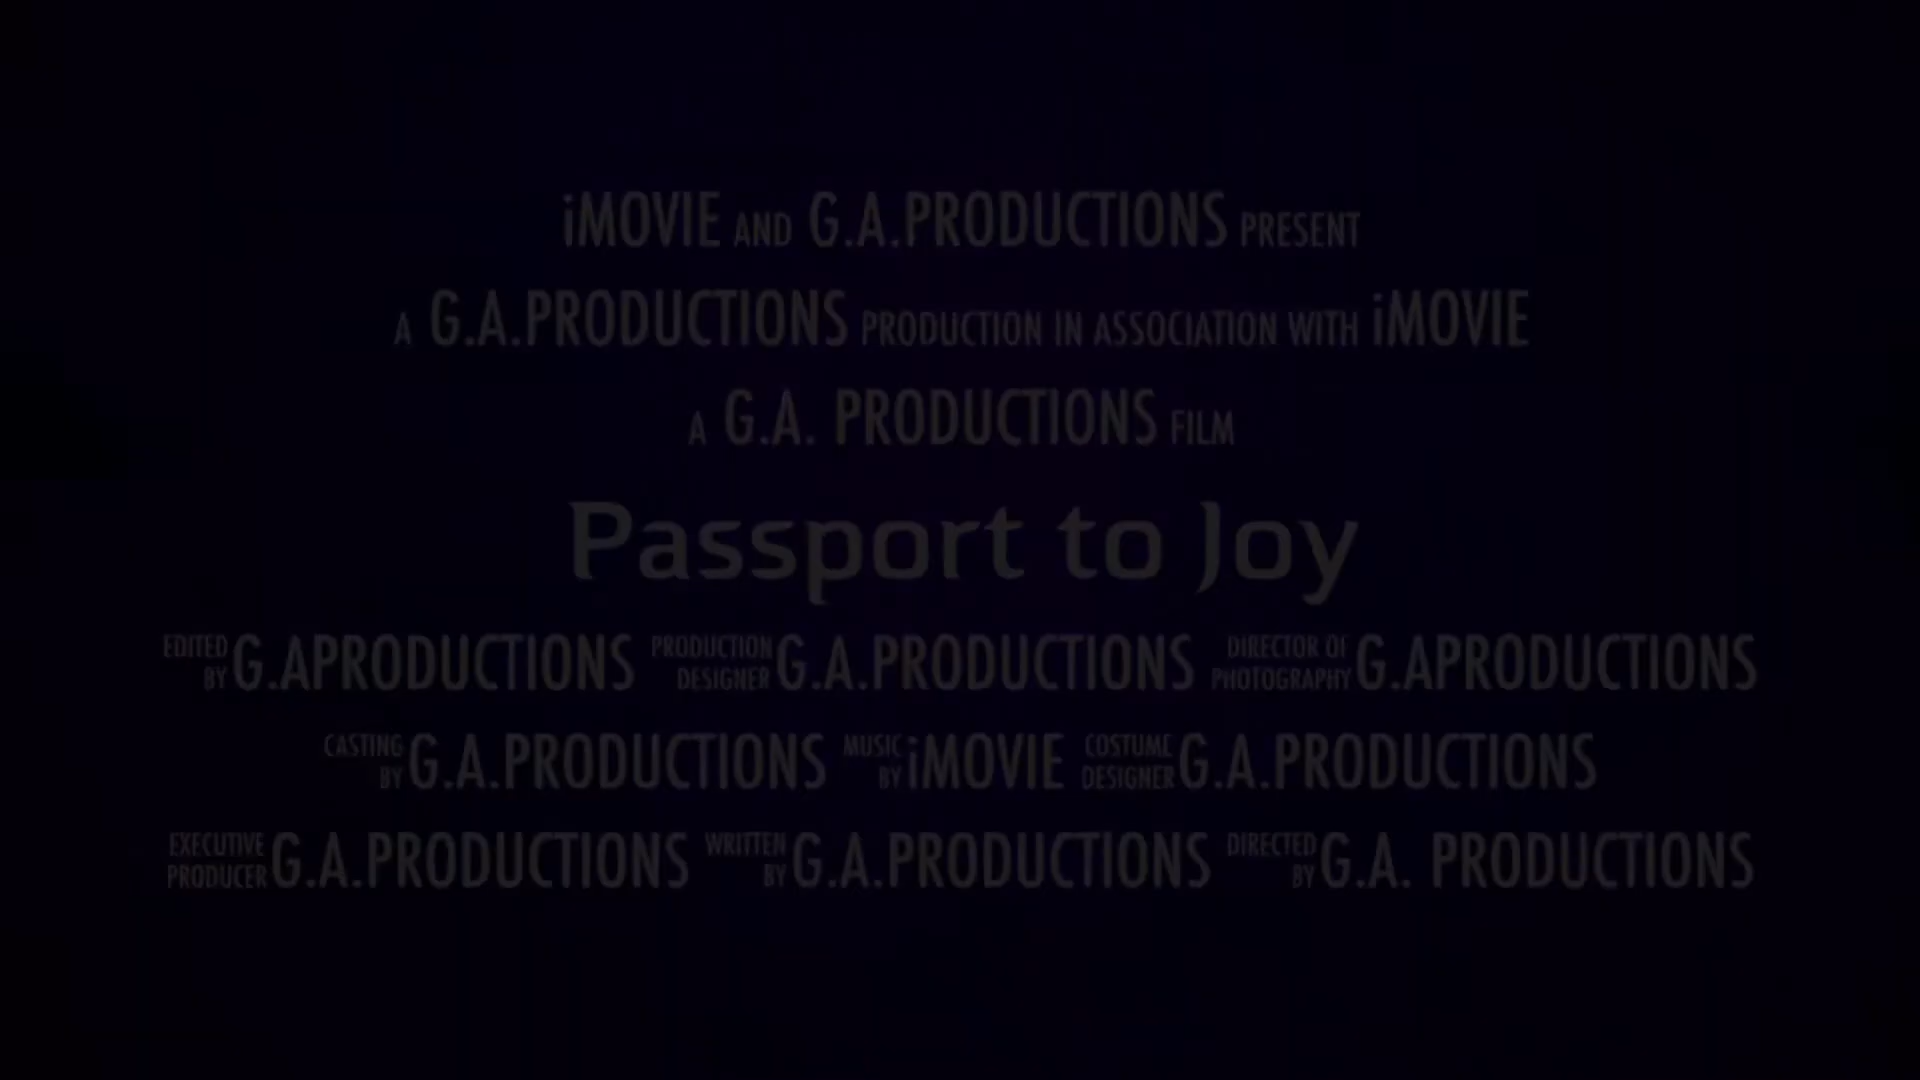 iMOVIE AND G.A.PRODUCTIONS PRESENT
A G.A.PRODUCTIONS PRODUCTION IN ASSOCIATION WITH iMOVIE
A G.A. PRODUCTIONS FILM
Passport to Joy
EDITED BY G.APRODUCTIONS PRODUCTION DESIGNER G.A.PRODUCTIONS DIRECTOR OF PHOTOGRAPHY G.APRODUCTIONS
CASTING BY G.A.PRODUCTIONS MUSIC BY iMOVIE COSTUME DESIGNER G.A.PRODUCTIONS
EXECUTIVE PRODUCER G.A.PRODUCTIONS WRITTEN BY G.A.PRODUCTIONS DIRECTED BY G.A. PRODUCTIONS